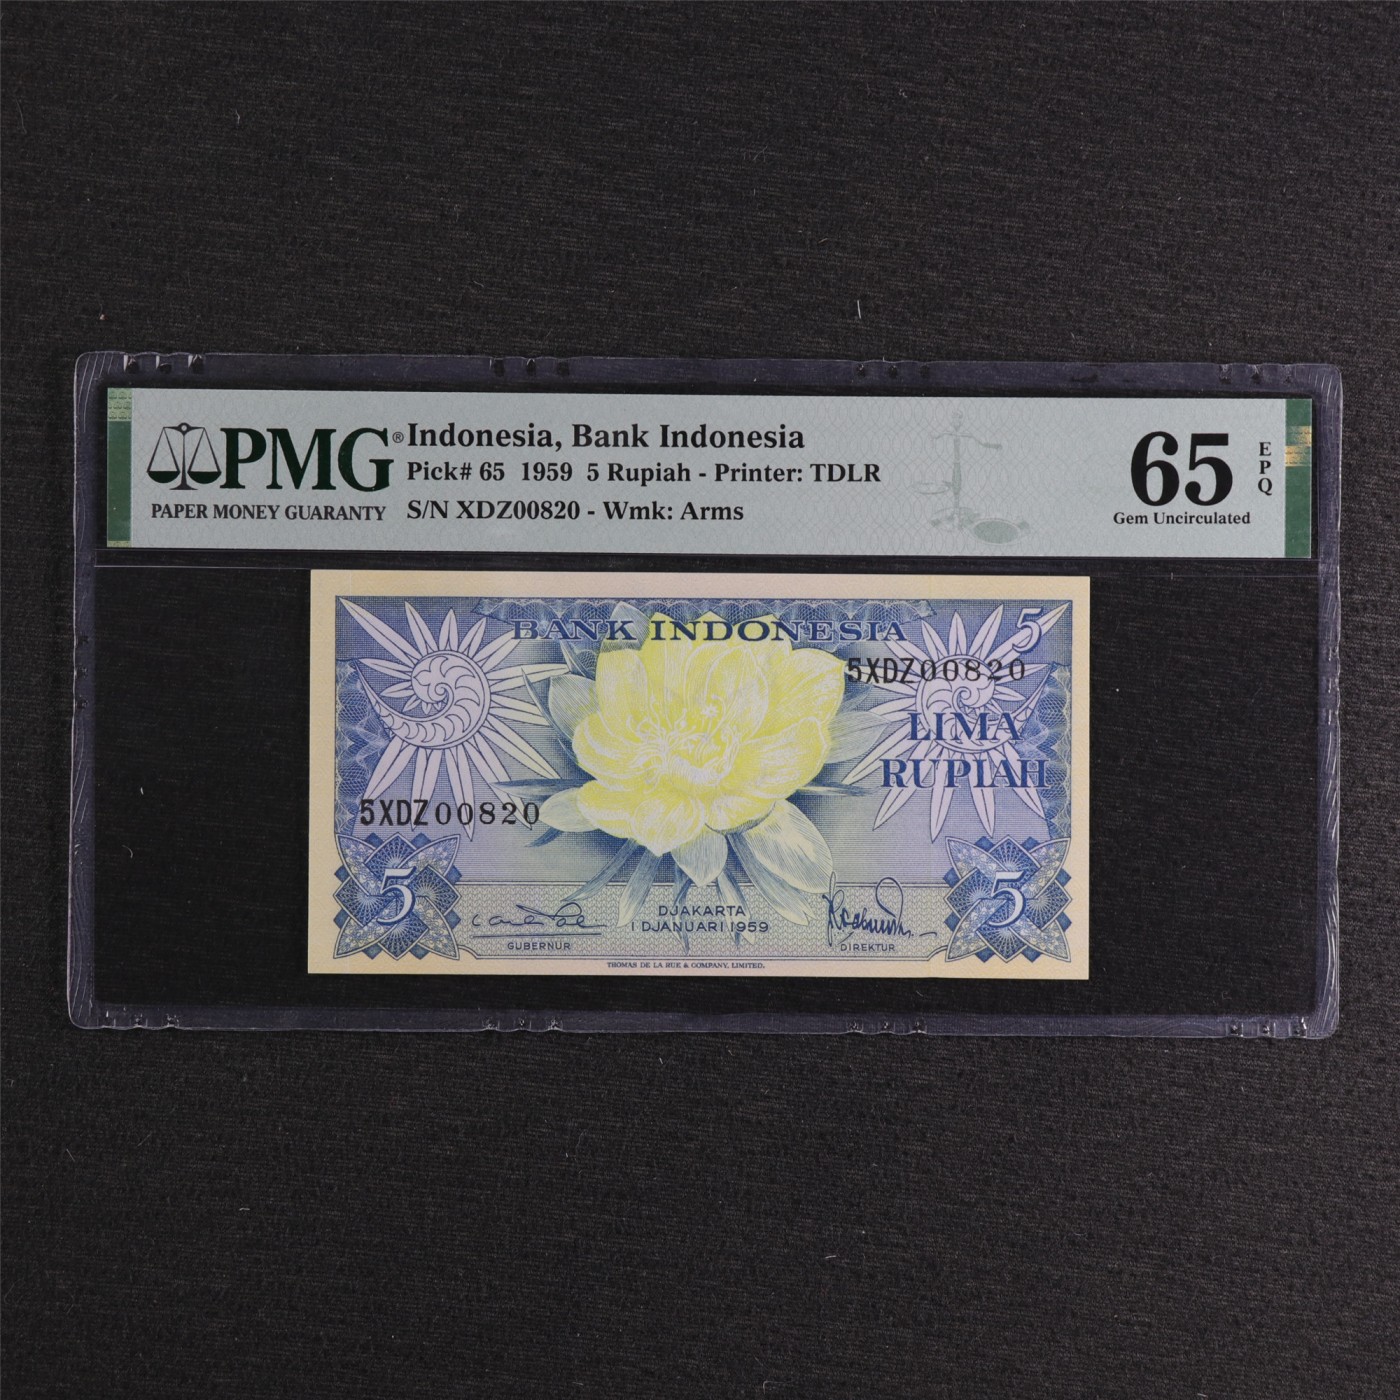 PMG®
PAPER MONEY GUARANTY
Indonesia, Bank Indonesia
Pick# 65 1959 5 Rupiah - Printer: TDLR
S/N XDZ00820 - Wmk: Arms
65
EPQ
Gem Uncirculated
BANK INDONESIA
5
5XDZ00820
LIMA
RUPIAH
5XDZ00820
5
5
DJAKARTA
1 DJANUARI 1959
GUBERNUR
DIREKTUR
THOMAS DE LA RUE & COMPANY, LIMITED.